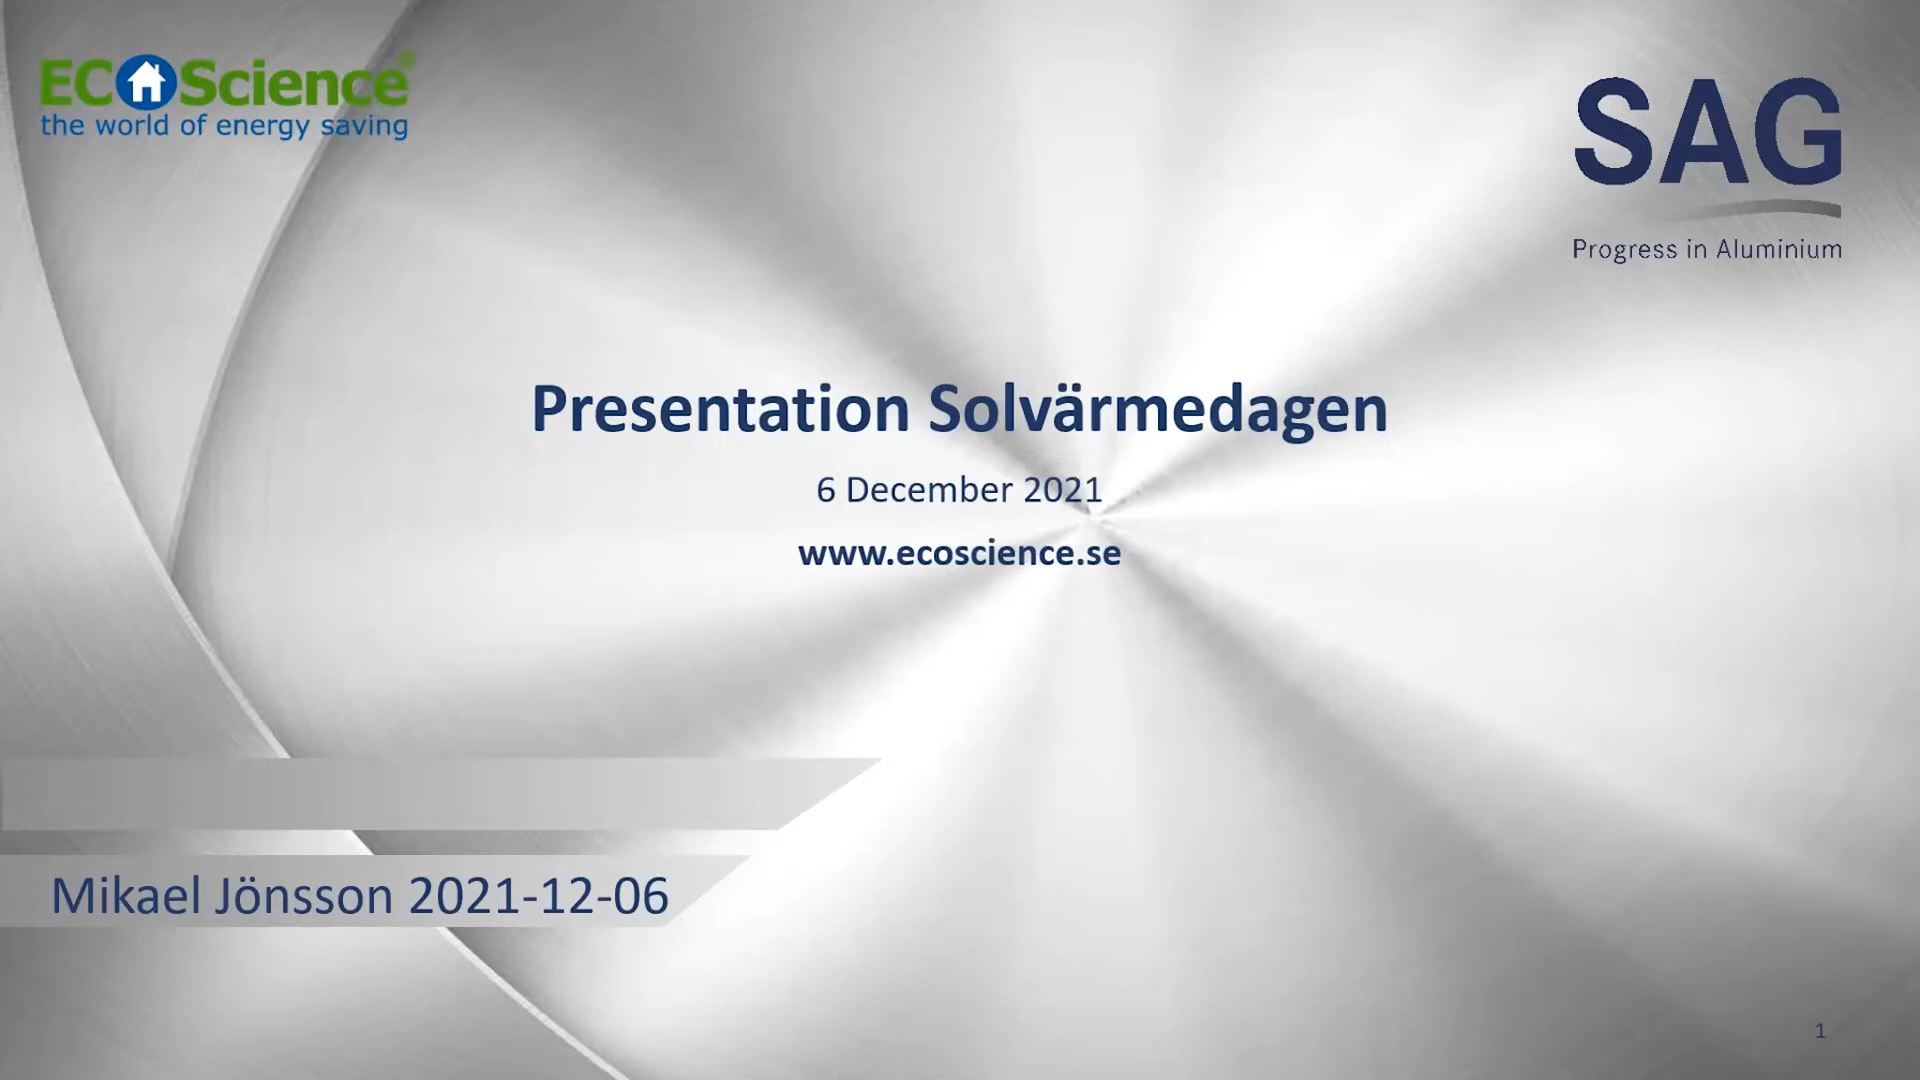 ECOScience®
the world of energy saving
SAG
Progress in Aluminium
Presentation Solvärmedagen
6 December 2021
www.ecoscience.se
Mikael Jönsson 2021-12-06
1